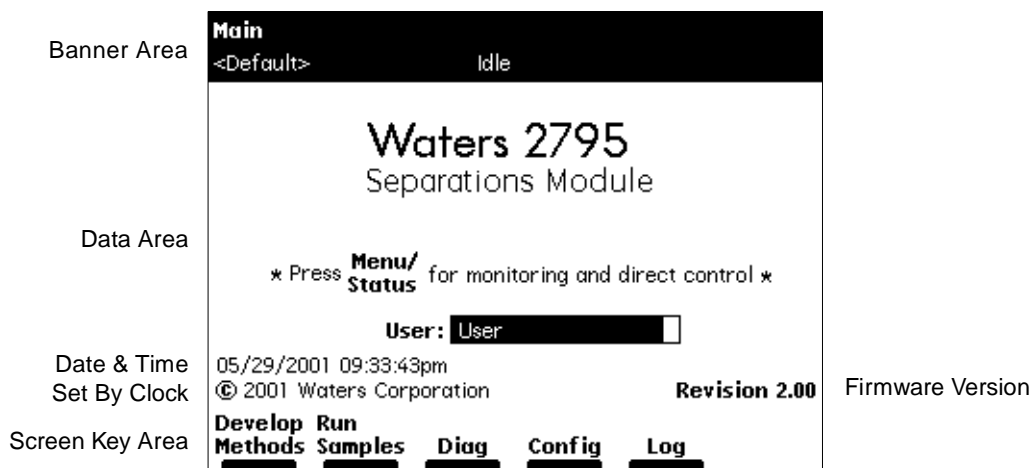 Banner Area
Main
<Default> Idle
Waters 2795
Separations Module
Data Area
* Press Menu/ Status for monitoring and direct control *
User: User
Date & Time
Set By Clock
05/29/2001 09:33:43pm
© 2001 Waters Corporation Revision 2.00
Firmware Version
Screen Key Area
Develop Run
Methods Samples Diag Config Log